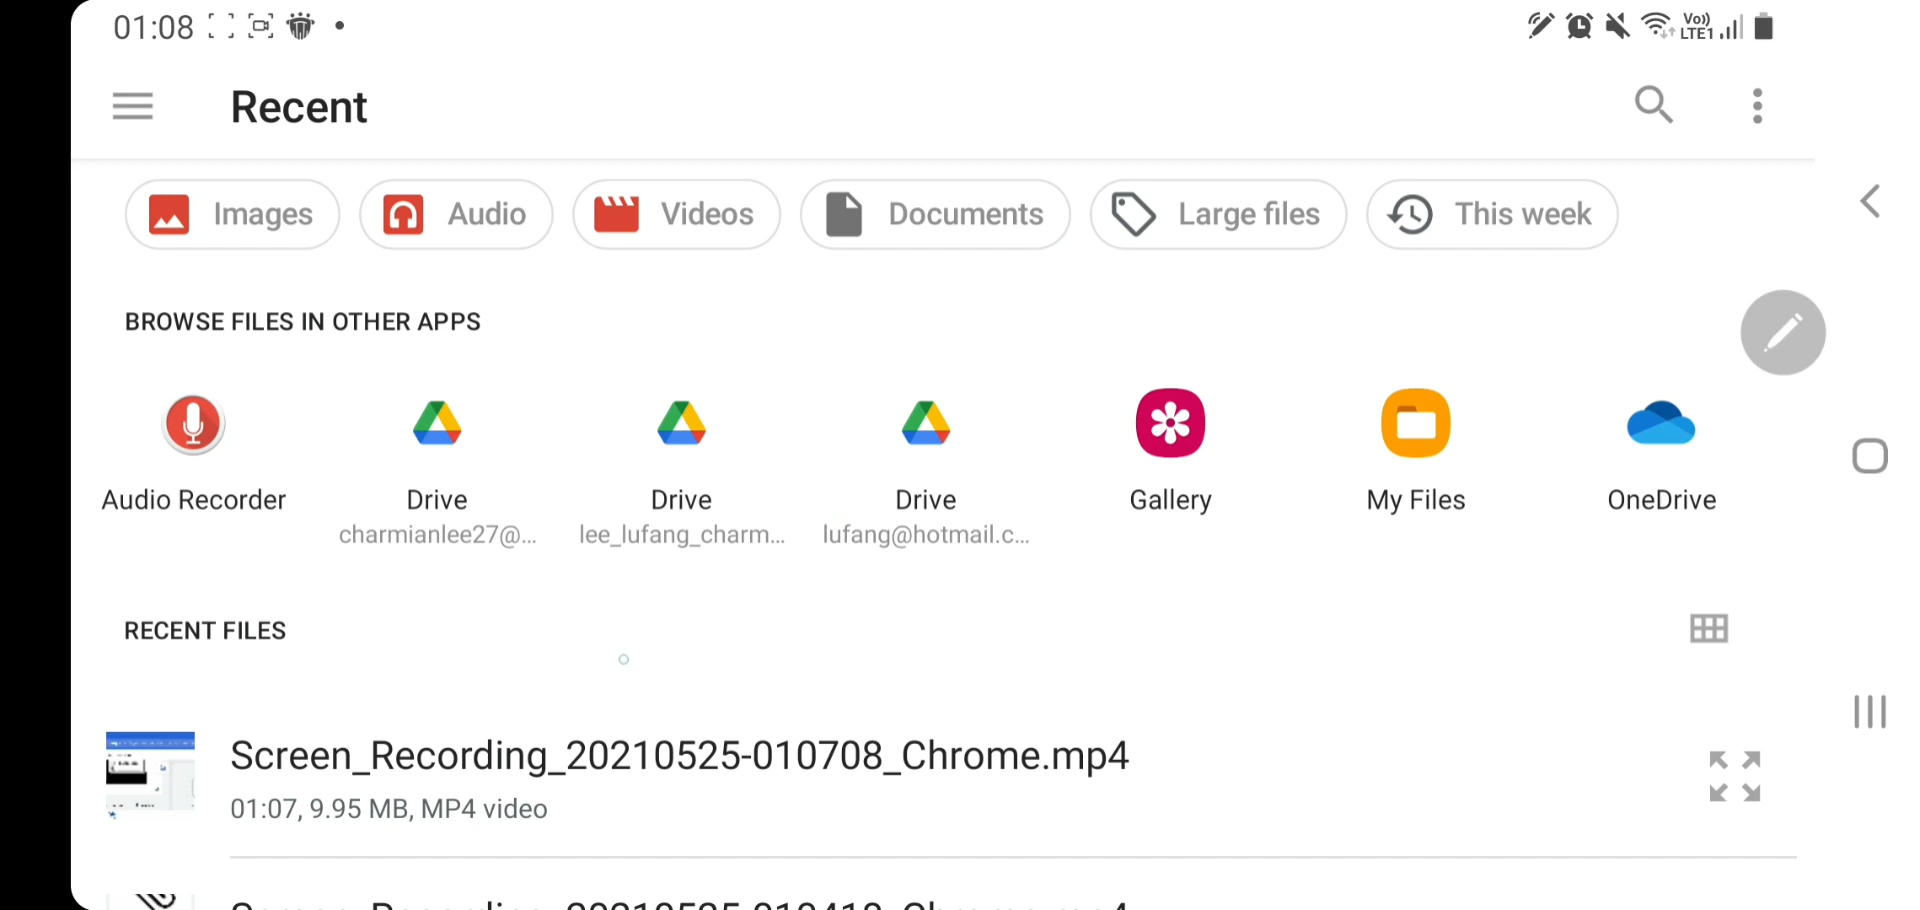 01:08
Vo)) LTE1
Recent
Images Audio Videos Documents Large files This week
BROWSE FILES IN OTHER APPS
Audio Recorder Drive Drive Drive Gallery My Files OneDrive
charmianlee27@... lee_lufang_charm... lufang@hotmail.c...
RECENT FILES
Screen_Recording_20210525-010708_Chrome.mp4
01:07, 9.95 MB, MP4 video